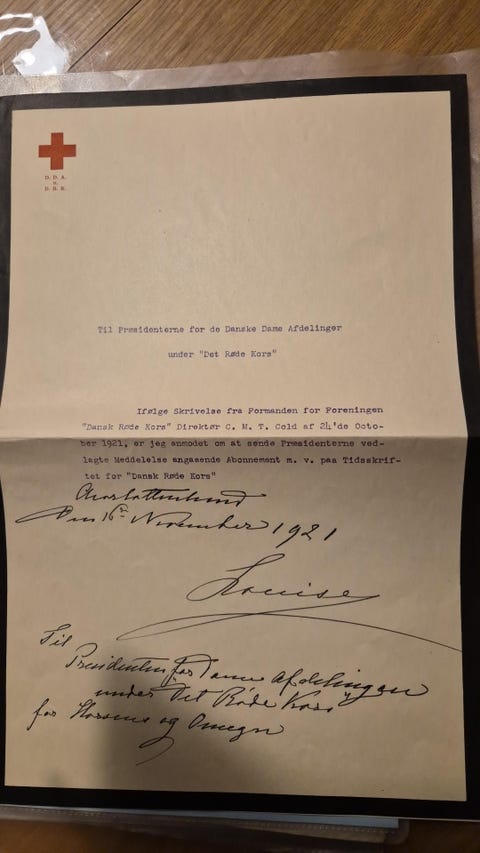 D. D. A.
u.
D. R. K.
Til Præsidenterne for de Danske Dame Afdelinger
under "Det Røde Kors"
Ifølge Skrivelse fra Formanden for Foreningen
"Dansk Røde Kors" Direktør C. M. T. Cold af 24'de Octo-
ber 1921, er jeg anmodet om at sende Præsidenterne ved-
lagte Meddelelse angaaende Abonnement m. v. paa Tidsskrif-
tet for "Dansk Røde Kors"
Charlottenlund
Den 16de November 1921
Louise
Til
Præsidenten for Dame Afdelingen
under "Det Røde Kors"
for Horsens og Omegn